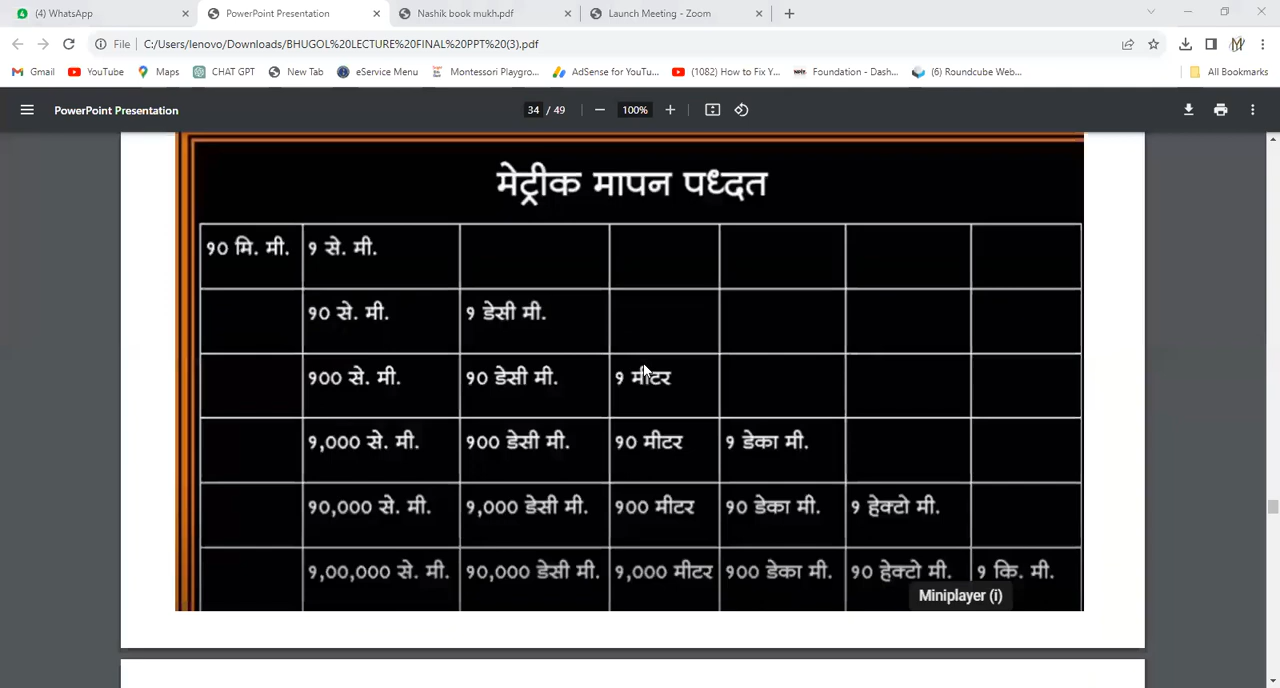 (4) WhatsApp
PowerPoint Presentation
Nashik book mukh.pdf
Launch Meeting - Zoom
File
C:/Users/lenovo/Downloads/BHUGOL%20LECTURE%20FINAL%20PPT%20(3).pdf
Gmail
YouTube
Maps
CHAT GPT
New Tab
eService Menu
Montessori Playgro...
AdSense for YouTu...
(1082) How to Fix Y...
Foundation - Dash...
(6) Roundcube Web...
All Bookmarks
PowerPoint Presentation
34 / 49
100%
मेट्रीक मापन पध्दत
१० मि. मी. १ से. मी.
१० से. मी. १ डेसी मी.
१०० से. मी. १० डेसी मी. १ मीटर
१,००० से. मी. १०० डेसी मी. १० मीटर १ डेका मी.
१०,००० से. मी. १,००० डेसी मी. १०० मीटर १० डेका मी. १ हेक्टो मी.
१,००,००० से. मी. १०,००० डेसी मी. १,००० मीटर १०० डेका मी. १० हेक्टो मी. १ कि. मी.
Miniplayer (i)